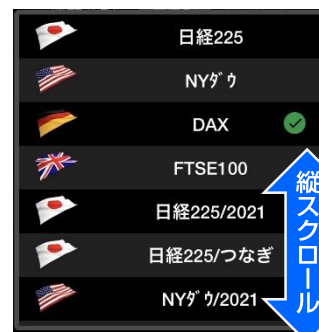 日経225
NYﾀﾞｳ
DAX
FTSE100
日経225/2021
日経225/つなぎ
NYﾀﾞｳ/2021
縦スクロール